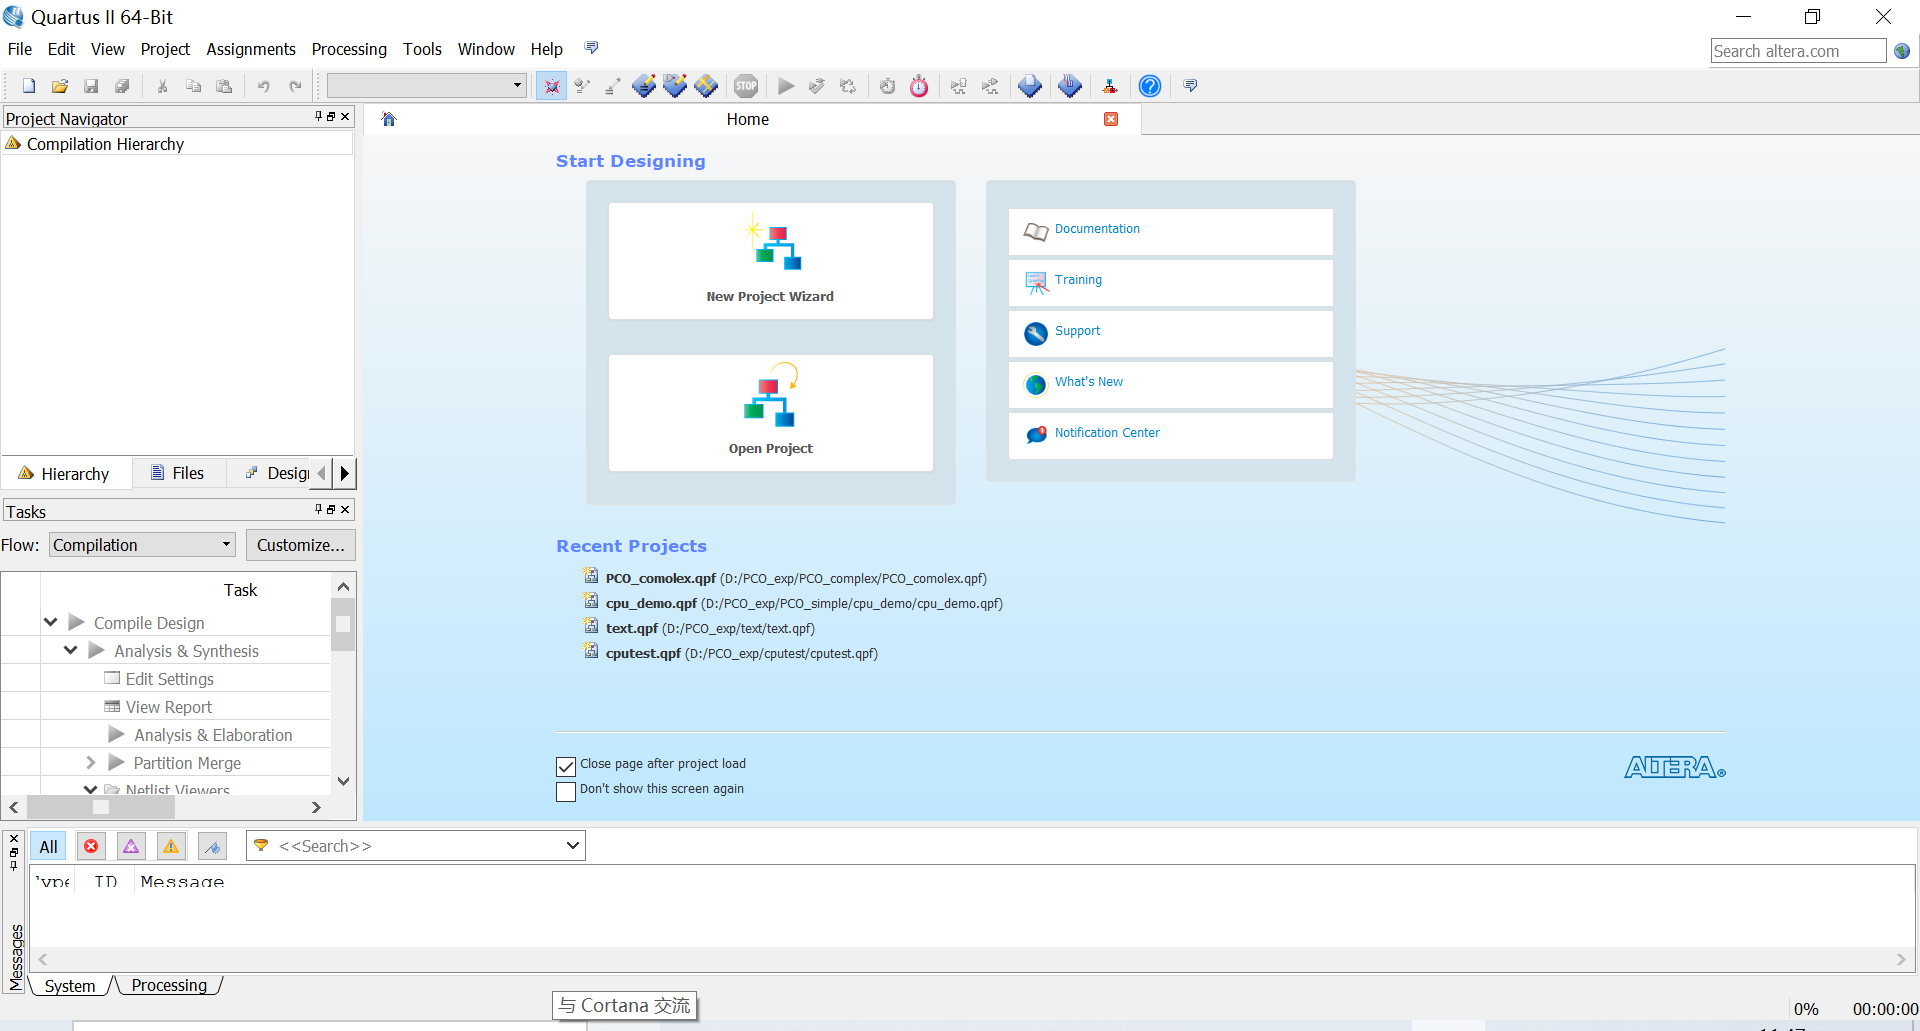 Quartus II 64-Bit
File Edit View Project Assignments Processing Tools Window Help
Search altera.com
STOP
Project Navigator
Compilation Hierarchy
Hierarchy Files Desig
Tasks
Flow: Compilation Customize...
Task
Compile Design
Analysis & Synthesis
Edit Settings
View Report
Analysis & Elaboration
Partition Merge
Netlist Viewers
Home
Start Designing
New Project Wizard
Open Project
Documentation
Training
Support
What's New
Notification Center
Recent Projects
PCO_comolex.qpf (D:/PCO_exp/PCO_complex/PCO_comolex.qpf)
cpu_demo.qpf (D:/PCO_exp/PCO_simple/cpu_demo/cpu_demo.qpf)
text.qpf (D:/PCO_exp/text/text.qpf)
cputest.qpf (D:/PCO_exp/cputest/cputest.qpf)
Close page after project load
Don't show this screen again
ALTERA®
All <<Search>>
Type ID Message
Messages
System Processing
与 Cortana 交流
0% 00:00:00